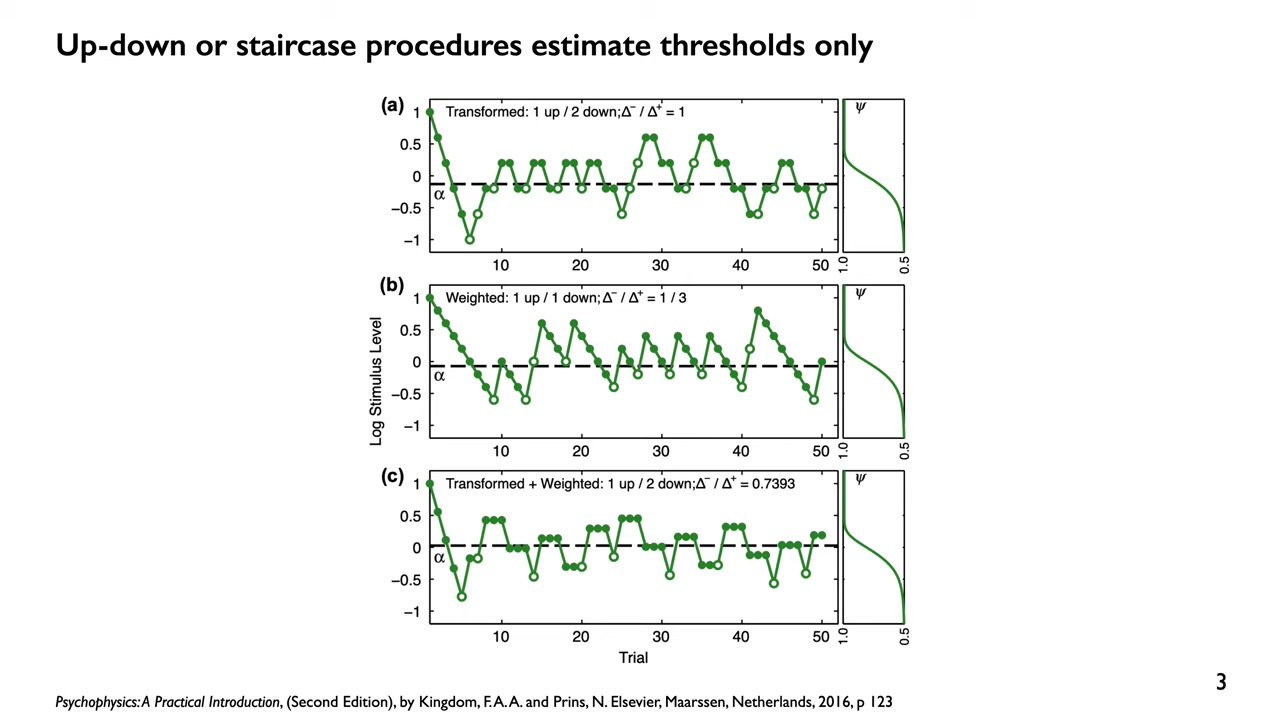 Up-down or staircase procedures estimate thresholds only
(a)
Transformed: 1 up / 2 down;Δ⁻ / Δ⁺ = 1
ψ
1
0.5
0
−0.5
−1
α
10 20 30 40 50
1.0 0.5
(b)
Weighted: 1 up / 1 down;Δ⁻ / Δ⁺ = 1 / 3
ψ
1
0.5
0
−0.5
−1
α
Log Stimulus Level
10 20 30 40 50
1.0 0.5
(c)
Transformed + Weighted: 1 up / 2 down;Δ⁻ / Δ⁺ = 0.7393
ψ
1
0.5
0
−0.5
−1
α
10 20 30 40 50
1.0 0.5
Trial
3
Psychophysics: A Practical Introduction, (Second Edition), by Kingdom, F. A. A. and Prins, N. Elsevier, Maarssen, Netherlands, 2016, p 123